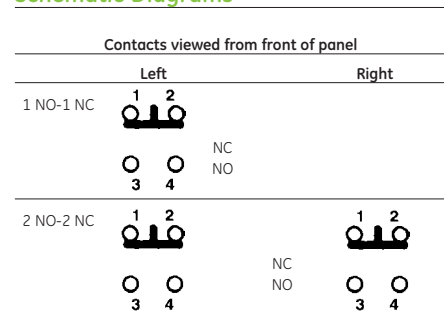 Schematic Diagrams
Contacts viewed from front of panel
Left Right
1 NO-1 NC 1 2
NC
NO
3 4
2 NO-2 NC 1 2 1 2
NC
NO
3 4 3 4